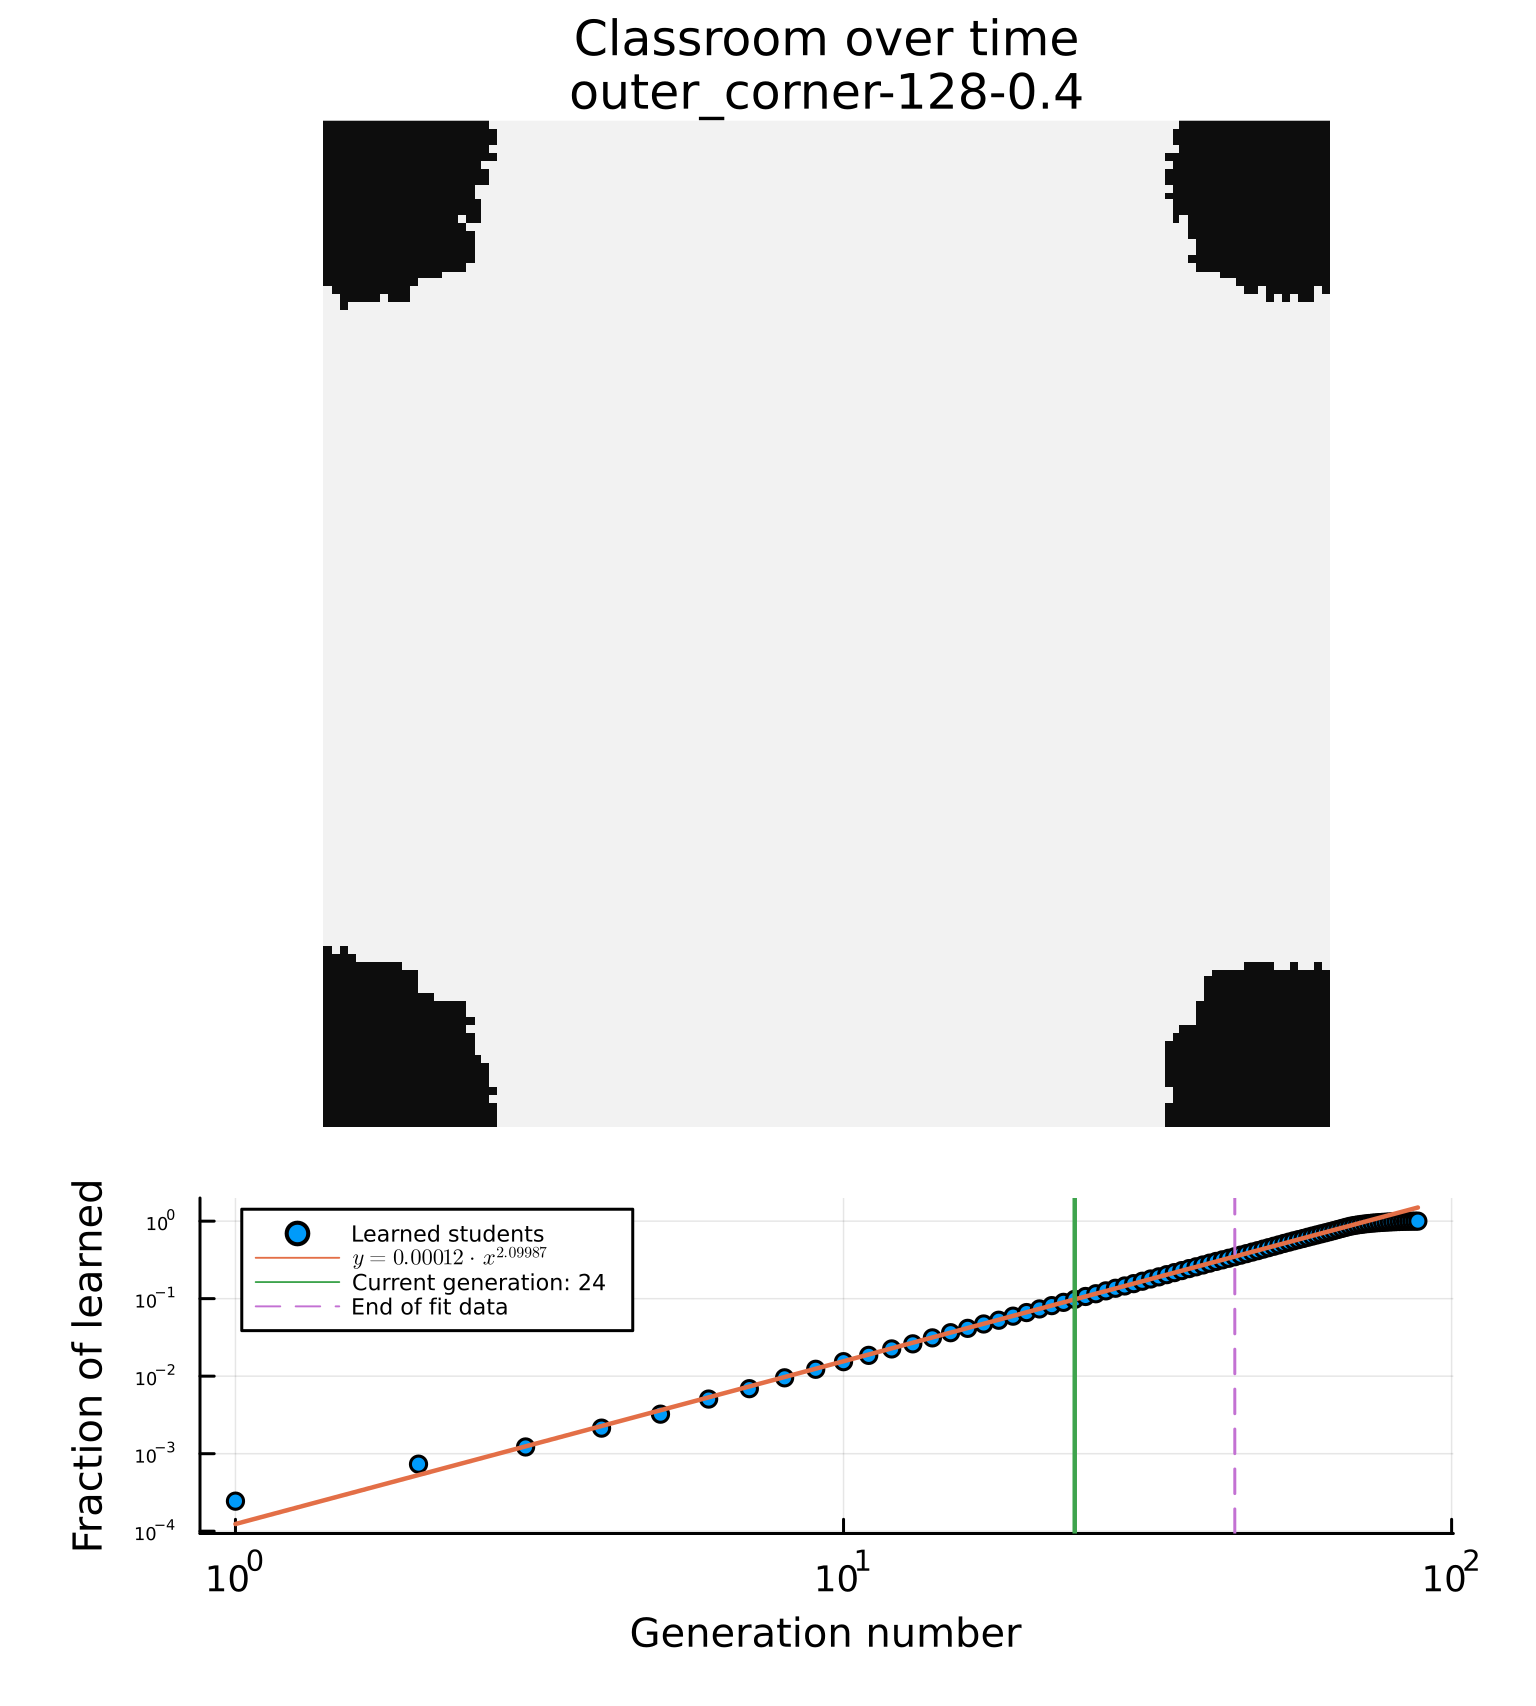 Classroom over time
outer_corner-128-0.4
Fraction of learned
10⁰
10⁻¹
10⁻²
10⁻³
10⁻⁴
Learned students
y = 0.00012 · x^2.09987
Current generation: 24
End of fit data
10⁰ 10¹ 10²
Generation number